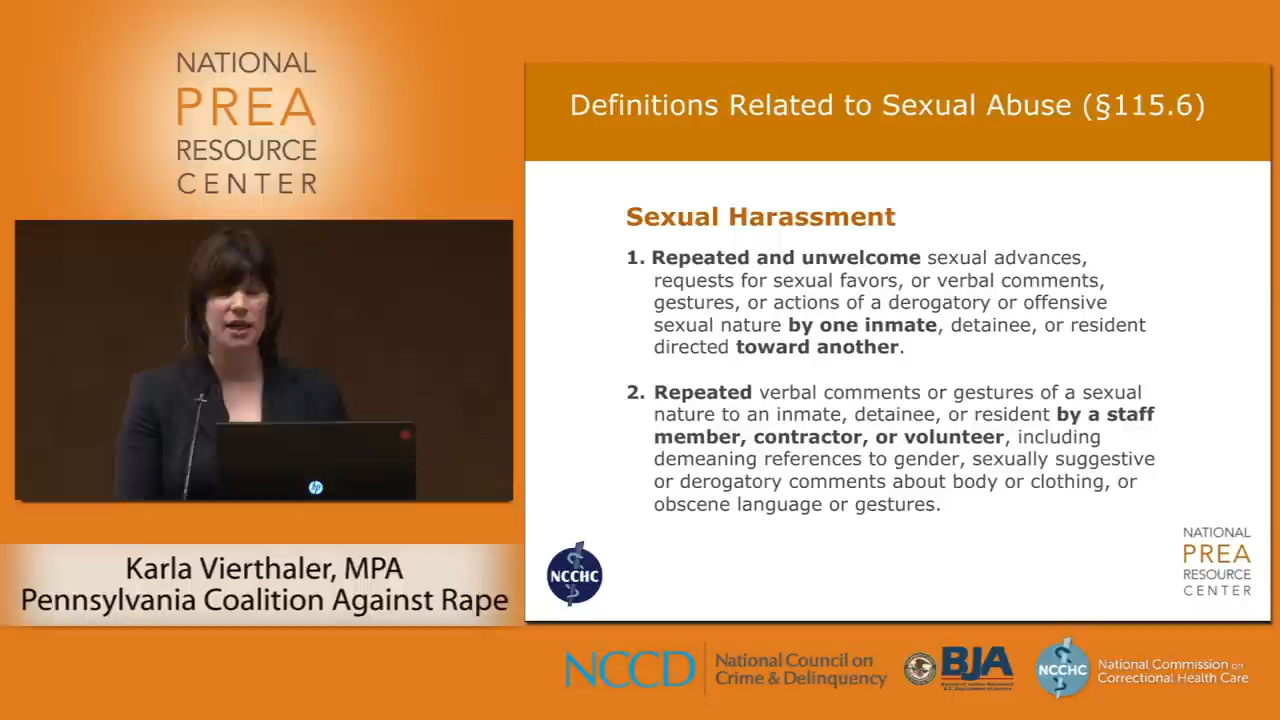 NATIONAL
PREA
RESOURCE
CENTER
Definitions Related to Sexual Abuse (§115.6)
Sexual Harassment
1. Repeated and unwelcome sexual advances,
requests for sexual favors, or verbal comments,
gestures, or actions of a derogatory or offensive
sexual nature by one inmate, detainee, or resident
directed toward another.
2. Repeated verbal comments or gestures of a sexual
nature to an inmate, detainee, or resident by a staff
member, contractor, or volunteer, including
demeaning references to gender, sexually suggestive
or derogatory comments about body or clothing, or
obscene language or gestures.
hp
Karla Vierthaler, MPA
Pennsylvania Coalition Against Rape
NCCHC
NATIONAL
PREA
RESOURCE
CENTER
NCCD
National Council on
Crime & Delinquency
BJA
NCCHC
National Commission on
Correctional Health Care